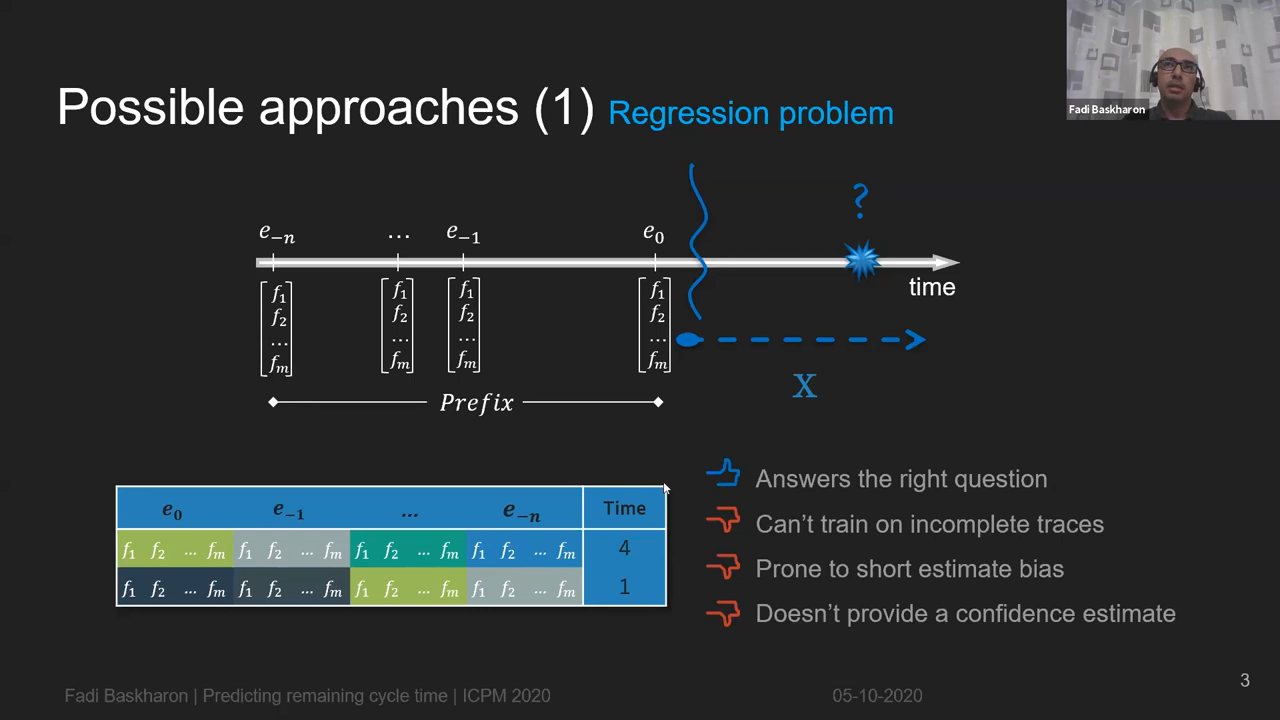 Fadi Baskharon
Possible approaches (1) Regression problem
?
e₋ₙ … e₋₁ e₀
time
f₁ f₁ f₁ f₁
f₂ f₂ f₂ f₂
… … … …
fₘ fₘ fₘ fₘ
X
Prefix
e₀ e₋₁ … e₋ₙ Time
f₁ f₂ … fₘ f₁ f₂ … fₘ f₁ f₂ … fₘ f₁ f₂ … fₘ 4
f₁ f₂ … fₘ f₁ f₂ … fₘ f₁ f₂ … fₘ f₁ f₂ … fₘ 1
Answers the right question
Can’t train on incomplete traces
Prone to short estimate bias
Doesn’t provide a confidence estimate
Fadi Baskharon | Predicting remaining cycle time | ICPM 2020 05-10-2020 3